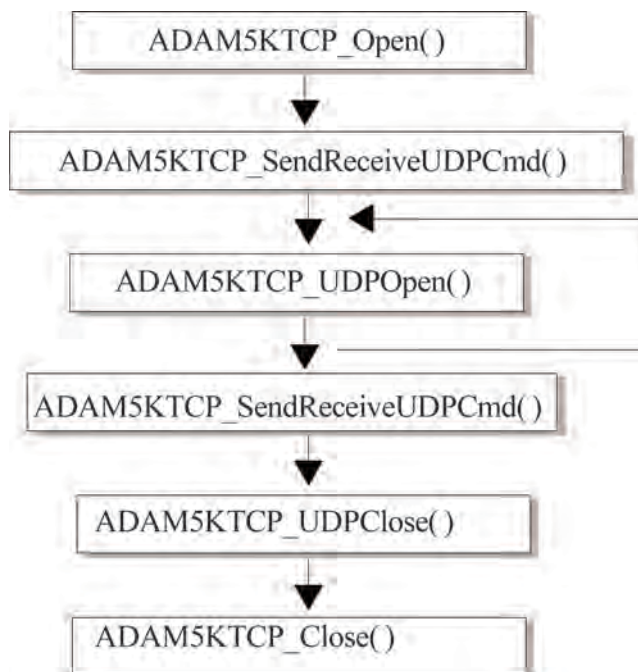 ADAM5KTCP_Open( )
ADAM5KTCP_SendReceiveUDPCmd( )
ADAM5KTCP_UDPOpen( )
ADAM5KTCP_SendReceiveUDPCmd( )
ADAM5KTCP_UDPClose( )
ADAM5KTCP_Close( )